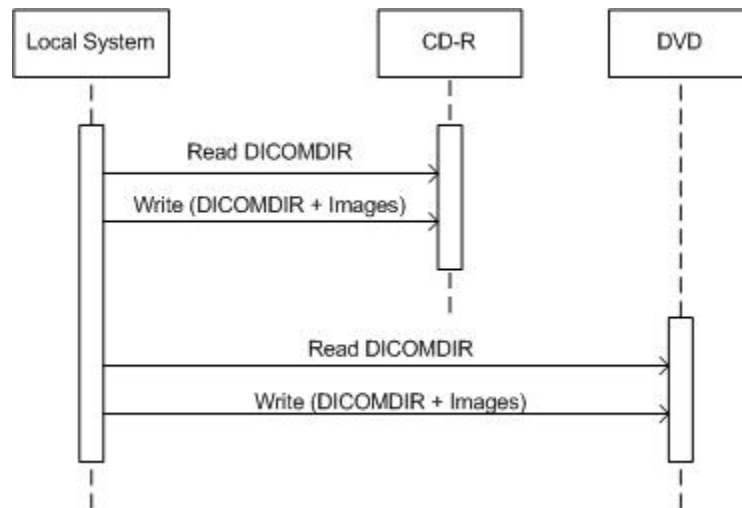 Local System
CD-R
DVD
Read DICOMDIR
Write (DICOMDIR + Images)
Read DICOMDIR
Write (DICOMDIR + Images)